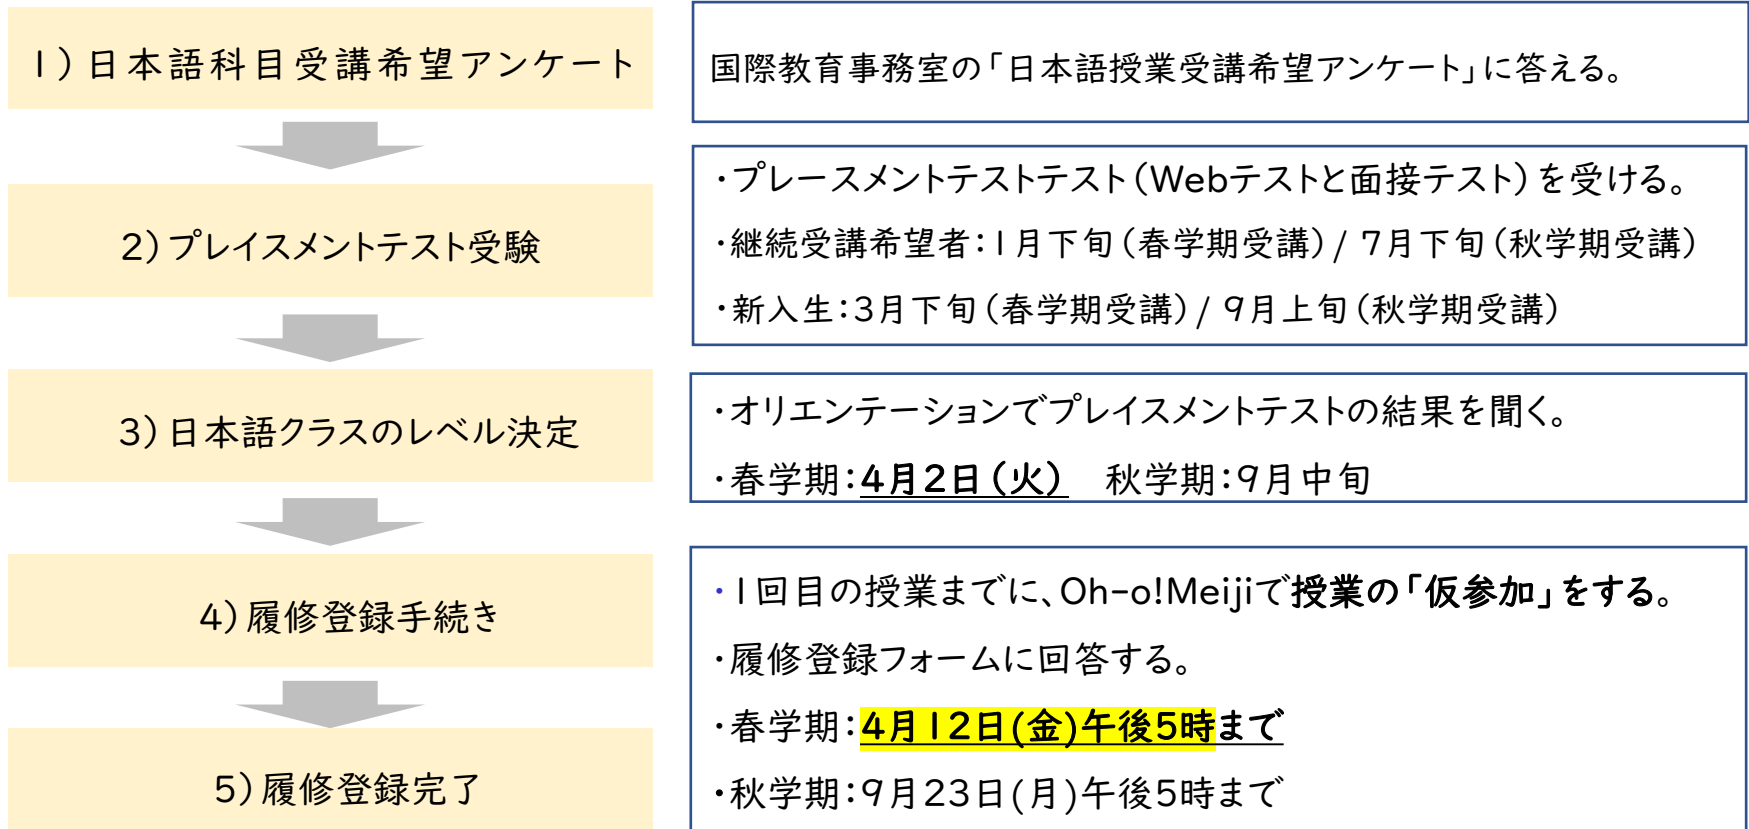 1)日本語科目受講希望アンケート
国際教育事務室の「日本語授業受講希望アンケート」に答える。
2)プレイスメントテスト受験
・プレースメントテストテスト(Webテストと面接テスト)を受ける。
・継続受講希望者:1月下旬(春学期受講)/ 7月下旬(秋学期受講)
・新入生:3月下旬(春学期受講)/ 9月上旬(秋学期受講)
3)日本語クラスのレベル決定
・オリエンテーションでプレイスメントテストの結果を聞く。
・春学期:4月2日(火) 秋学期:9月中旬
4)履修登録手続き
・1回目の授業までに、Oh-o!Meijiで授業の「仮参加」をする。
・履修登録フォームに回答する。
・春学期:4月12日(金)午後5時まで
・秋学期:9月23日(月)午後5時まで
5)履修登録完了